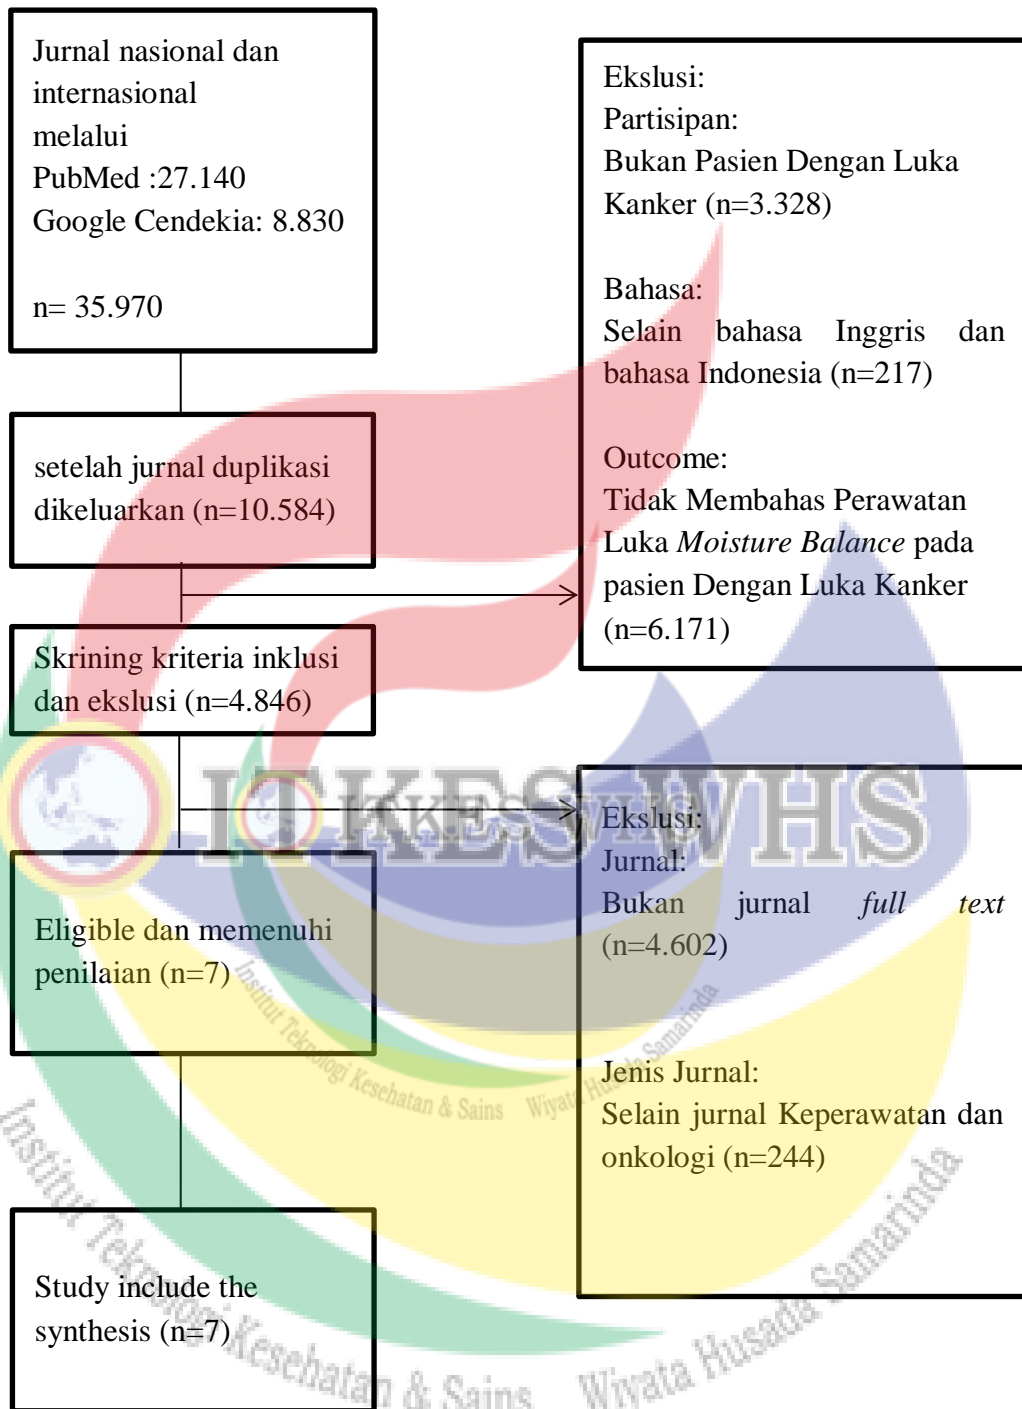 Jurnal nasional dan
internasional
melalui
PubMed :27.140
Google Cendekia: 8.830
n= 35.970
Ekslusi:
Partisipan:
Bukan Pasien Dengan Luka
Kanker (n=3.328)
Bahasa:
Selain bahasa Inggris dan
bahasa Indonesia (n=217)
Outcome:
Tidak Membahas Perawatan
Luka Moisture Balance pada
pasien Dengan Luka Kanker
(n=6.171)
setelah jurnal duplikasi
dikeluarkan (n=10.584)
Skrining kriteria inklusi
dan ekslusi (n=4.846)
ITKES WHS
ITKES WHS
Ekslusi:
Jurnal:
Bukan jurnal full text
(n=4.602)
Jenis Jurnal:
Selain jurnal Keperawatan dan
onkologi (n=244)
Eligible dan memenuhi
penilaian (n=7)
Institut Teknologi Kesehatan & Sains Wiyata Husada Samarinda
Study include the
synthesis (n=7)
Institut Teknologi Kesehatan & Sains Wiyata Husada Samarinda